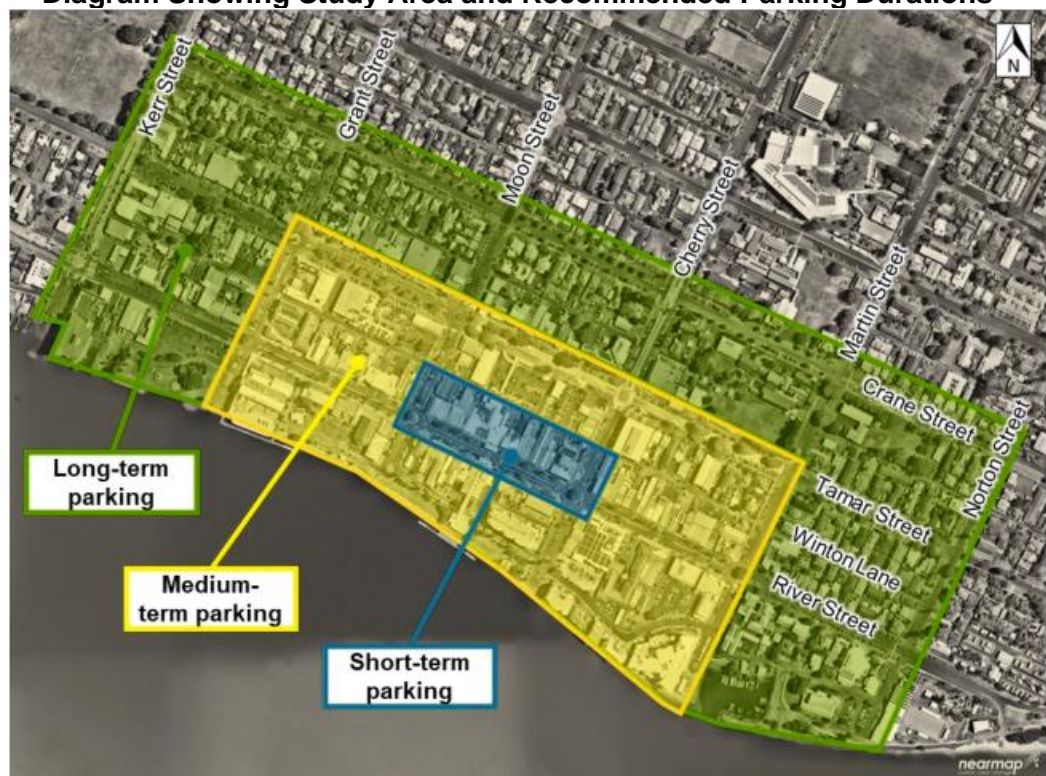 Diagram Showing Study Area and Recommended Parking Durations
N
Kerr Street
Grant Street
Moon Street
Cherry Street
Martin Street
Crane Street
Norton Street
Tamar Street
Winton Lane
River Street
Long-term
parking
Medium-
term parking
Short-term
parking
nearmap